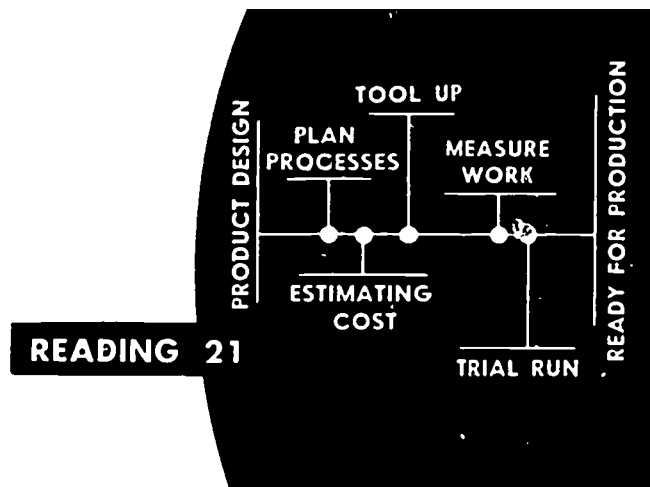 PRODUCT DESIGN
PLAN
PROCESSES
ESTIMATING
COST
TOOL UP
MEASURE
WORK
TRIAL RUN
READY FOR PRODUCTION
READING 21